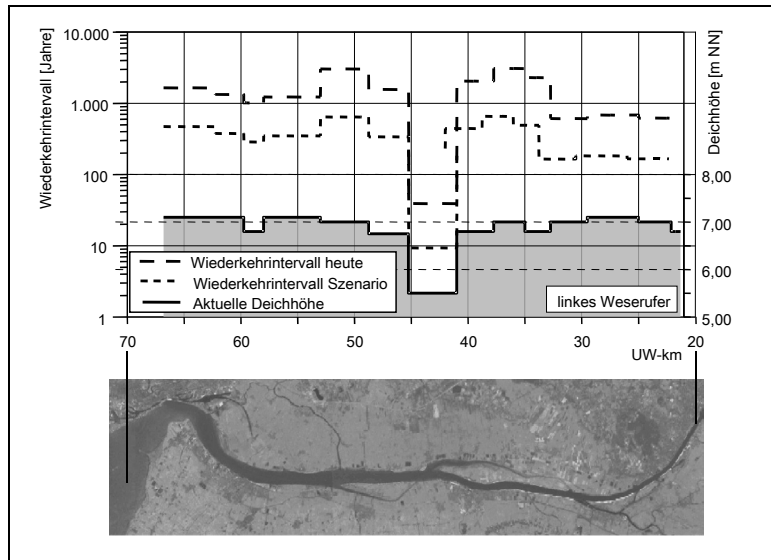 Wiederkehrintervall [Jahre]
10.000
1.000
100
10
1
Deichhöhe [m NN]
8,00
7,00
6,00
5,00
Wiederkehrintervall heute
Wiederkehrintervall Szenario
Aktuelle Deichhöhe
linkes Weserufer
70
60
50
40
30
20
UW-km